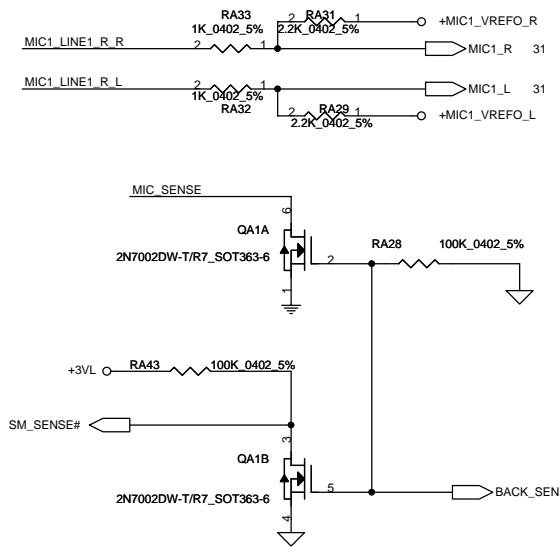 RA33
1K_0402_5%
2 1
RA31
2.2K_0402_5%
2 1
+MIC1_VREFO_R
MIC1_LINE1_R_R
MIC1_R 31
MIC1_LINE1_R_L
2 1
1K_0402_5%
RA32
MIC1_L 31
2 RA29 1
2.2K_0402_5%
+MIC1_VREFO_L
MIC_SENSE
6
QA1A
2N7002DW-T/R7_SOT363-6
2
1
RA28 100K_0402_5%
+3VL
RA43 100K_0402_5%
SM_SENSE#
3
QA1B
2N7002DW-T/R7_SOT363-6
5
4
BACK_SEN